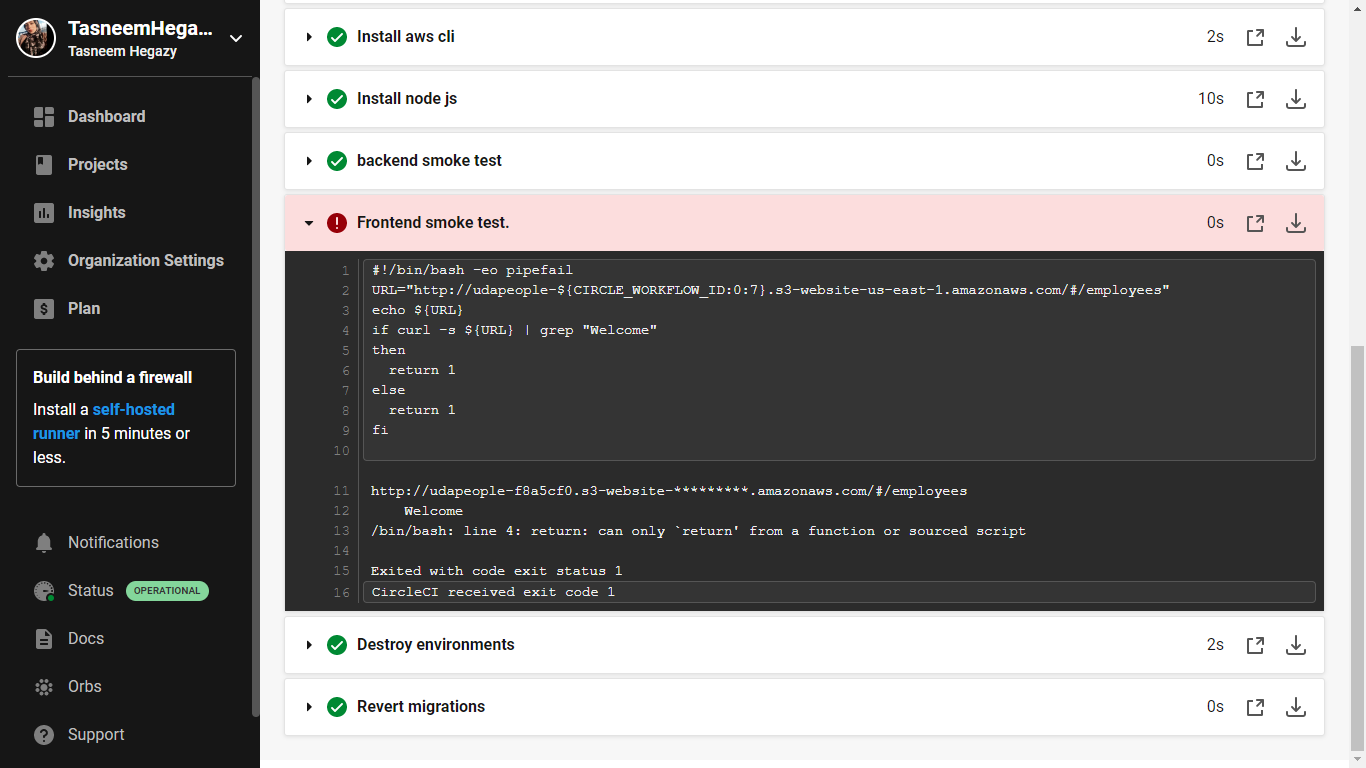 TasneemHega...
Tasneem Hegazy
Dashboard
Projects
Insights
Organization Settings
Plan
Build behind a firewall
Install a self-hosted
runner in 5 minutes or
less.
Notifications
Status OPERATIONAL
Docs
Orbs
Support
Install aws cli 2s
Install node js 10s
backend smoke test 0s
Frontend smoke test. 0s
1 #!/bin/bash -eo pipefail
2 URL="http://udapeople-${CIRCLE_WORKFLOW_ID:0:7}.s3-website-us-east-1.amazonaws.com/#/employees"
3 echo ${URL}
4 if curl -s ${URL} | grep "Welcome"
5 then
6 return 1
7 else
8 return 1
9 fi
10
11 http://udapeople-f8a5cf0.s3-website-*********.amazonaws.com/#/employees
12 Welcome
13 /bin/bash: line 4: return: can only `return' from a function or sourced script
14
15 Exited with code exit status 1
16 CircleCI received exit code 1
Destroy environments 2s
Revert migrations 0s